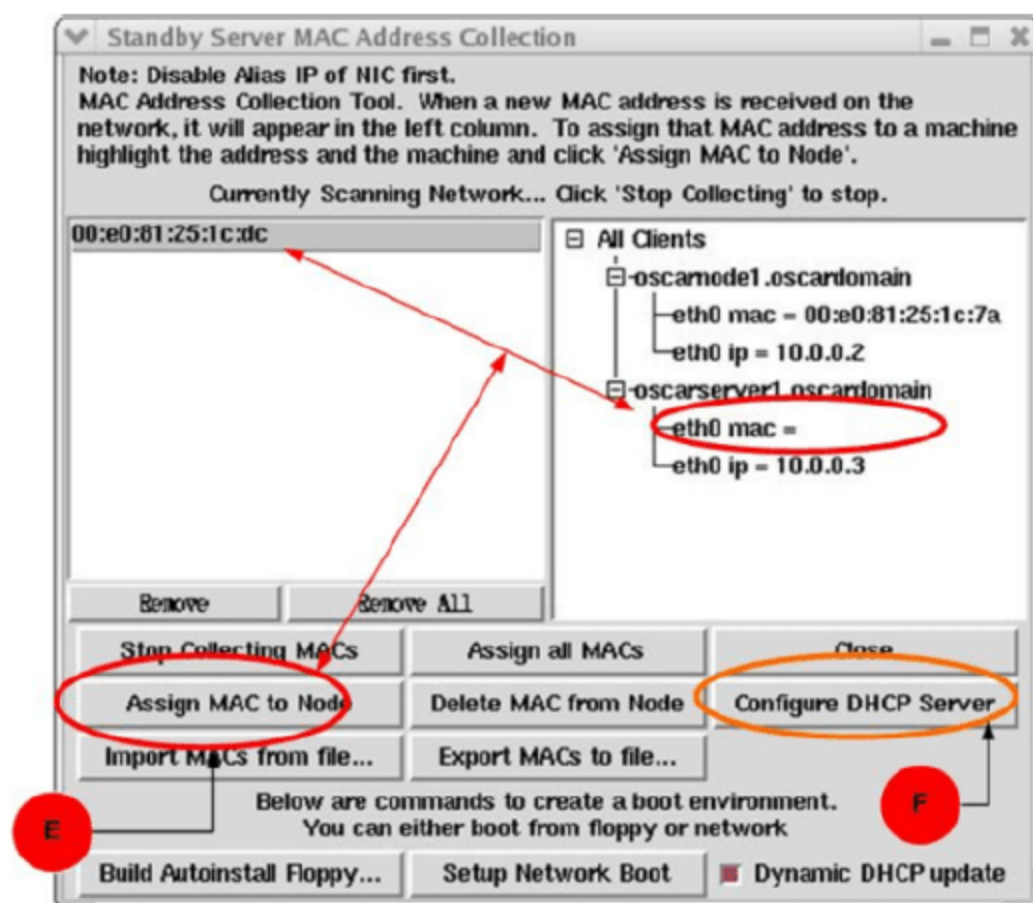 Standby Server MAC Address Collection
Note: Disable Alias IP of NIC first.
MAC Address Collection Tool. When a new MAC address is received on the
network, it will appear in the left column. To assign that MAC address to a machine
highlight the address and the machine and click 'Assign MAC to Node'.
Currently Scanning Network... Click 'Stop Collecting' to stop.
00:e0:81:25:1c:dc
All Clients
oscarnode1.oscardomain
eth0 mac = 00:e0:81:25:1c:7a
eth0 ip = 10.0.0.2
oscarserver1.oscardomain
eth0 mac =
eth0 ip = 10.0.0.3
Remove Remove All
Stop Collecting MACs Assign all MACs Close
Assign MAC to Node Delete MAC from Node Configure DHCP Server
Import MACs from file... Export MACs to file...
E F
Below are commands to create a boot environment.
You can either boot from floppy or network
Build Autoinstall Floppy... Setup Network Boot Dynamic DHCP update